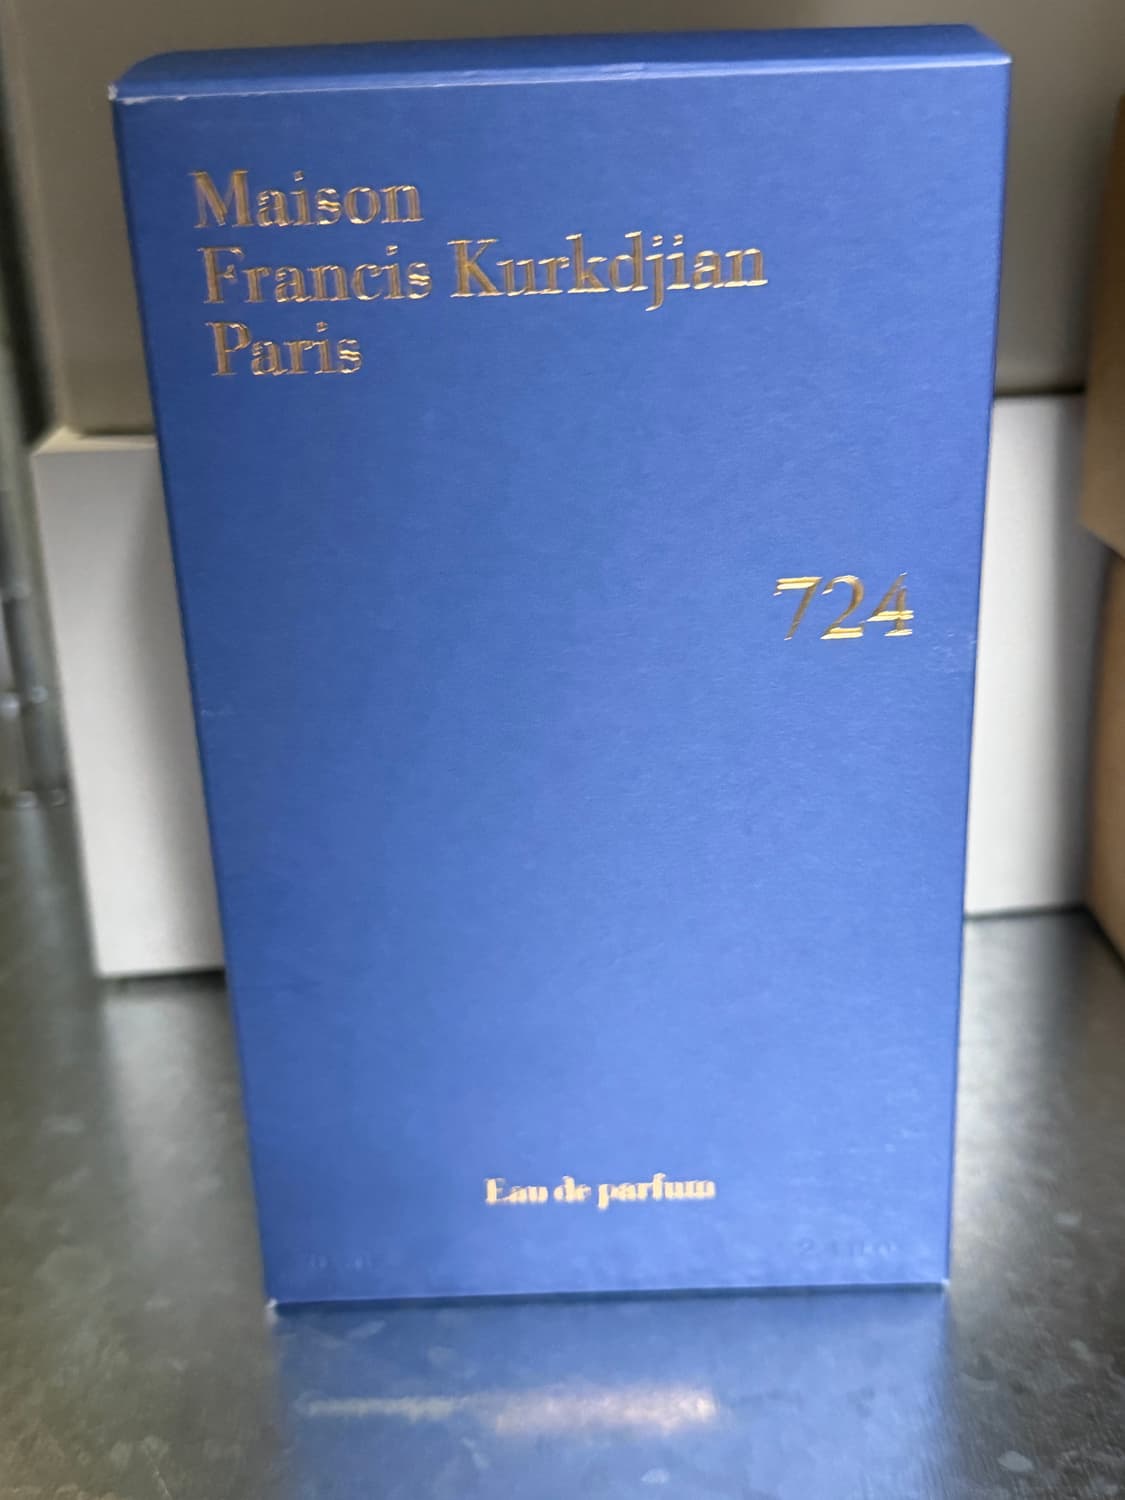 Maison
Francis Kurkdjian
Paris
724
Eau de parfum